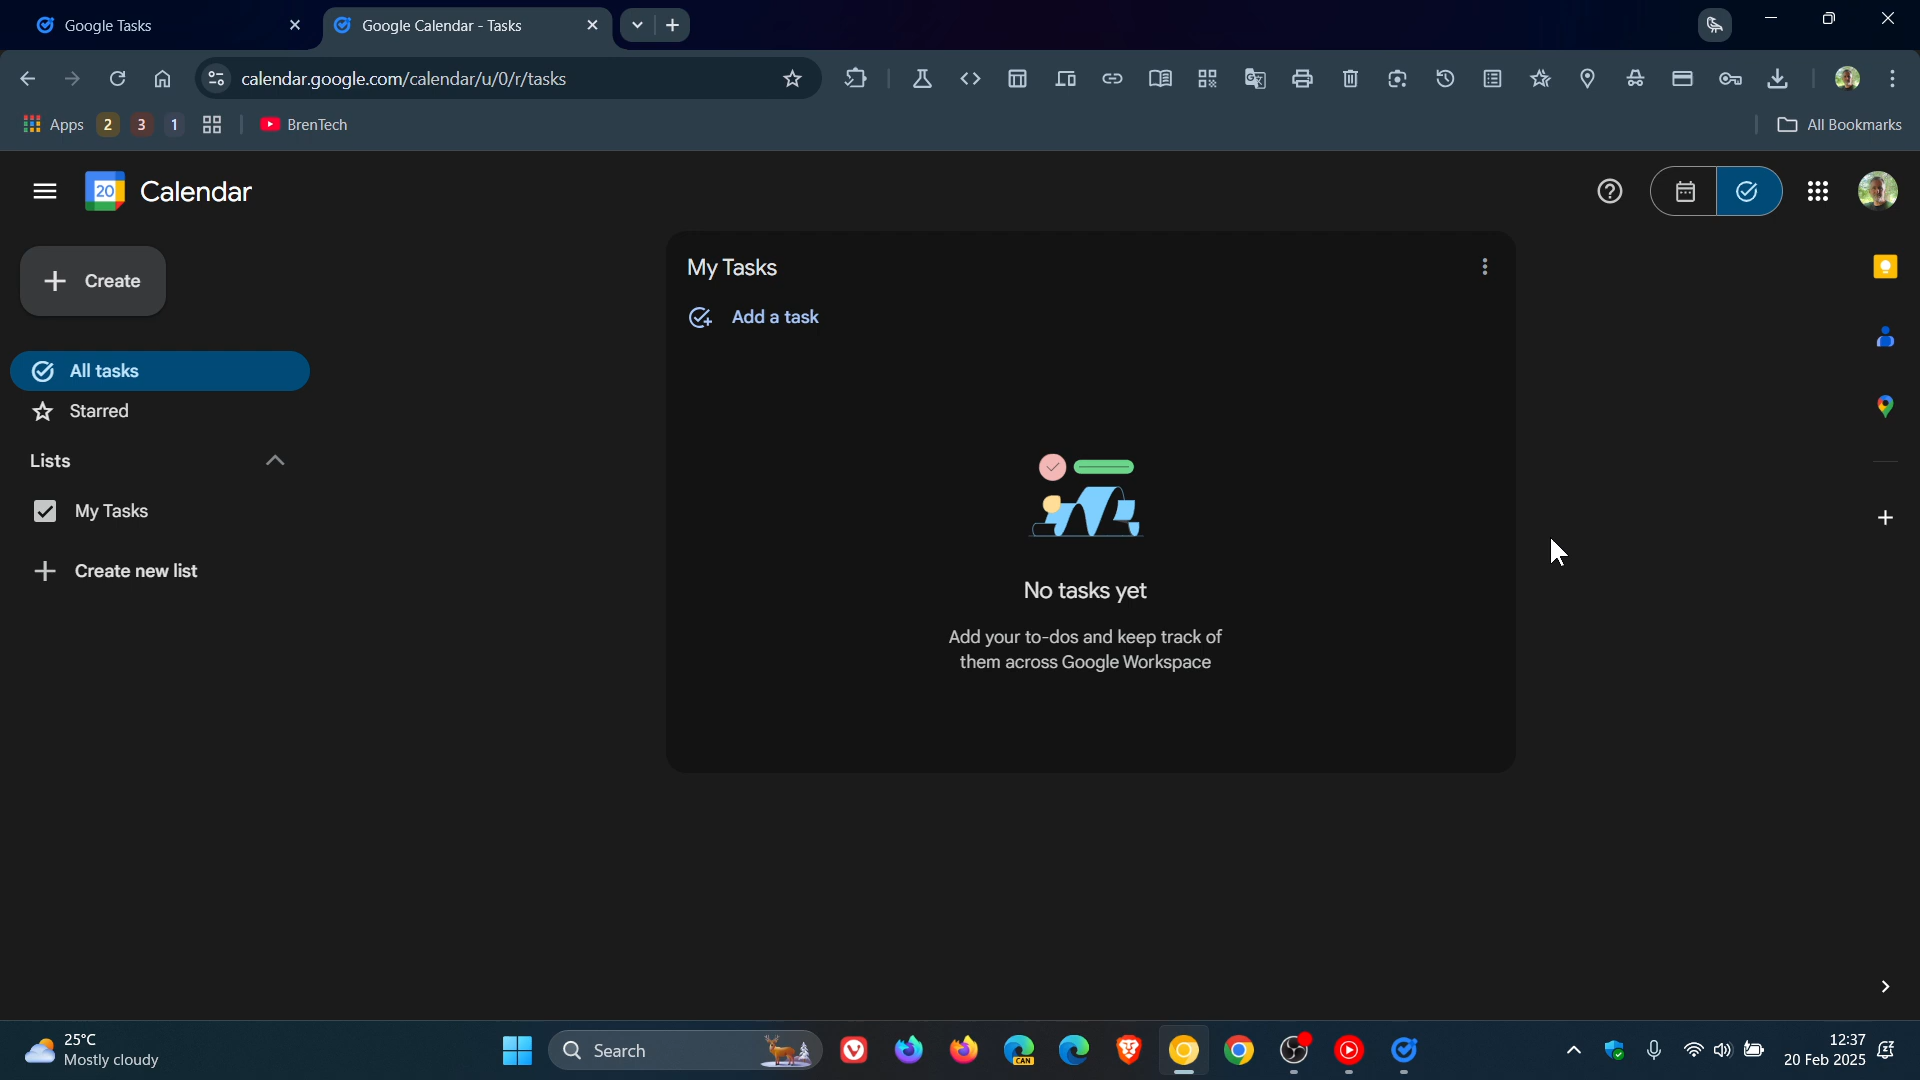 Google Tasks
Google Calendar - Tasks
calendar.google.com/calendar/u/0/r/tasks
Apps 2 3 1 BrenTech All Bookmarks
20 Calendar
Create
All tasks
Starred
Lists
My Tasks
Create new list
My Tasks
Add a task
No tasks yet
Add your to-dos and keep track of
them across Google Workspace
25°C
Mostly cloudy
Search
CAN
12:37
20 Feb 2025